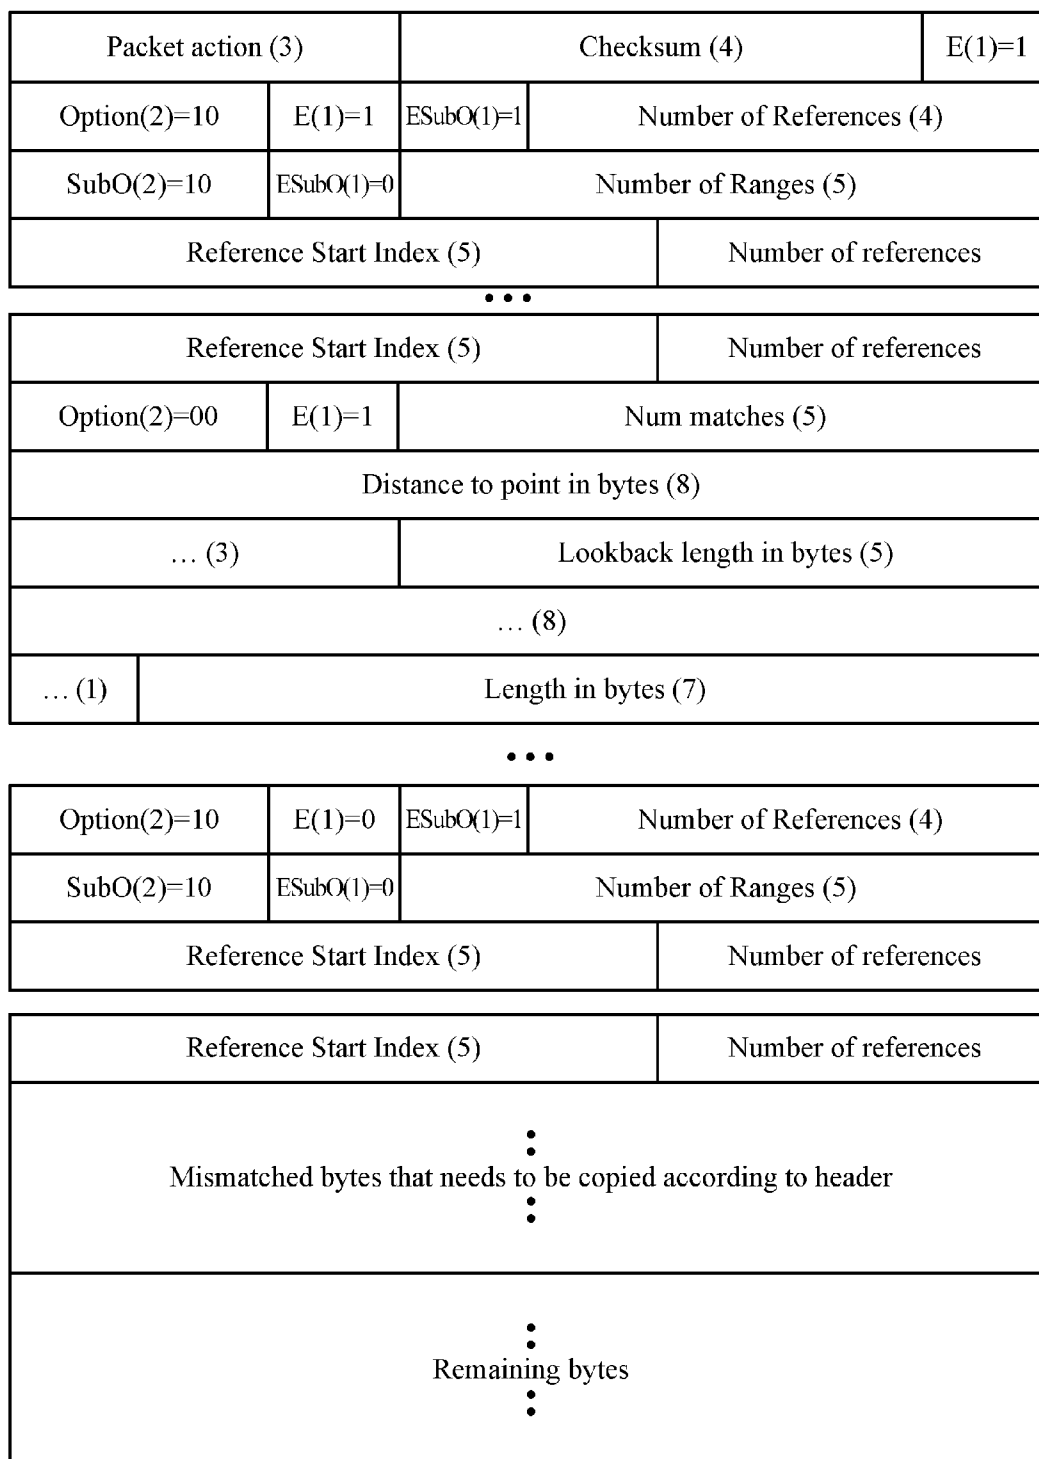 Packet action (3) Checksum (4) E(1)=1
Option(2)=10 E(1)=1 ESubO(1)=1 Number of References (4)
SubO(2)=10 ESubO(1)=0 Number of Ranges (5)
Reference Start Index (5) Number of references
•••
Reference Start Index (5) Number of references
Option(2)=00 E(1)=1 Num matches (5)
Distance to point in bytes (8)
… (3) Lookback length in bytes (5)
… (8)
… (1) Length in bytes (7)
•••
Option(2)=10 E(1)=0 ESubO(1)=1 Number of References (4)
SubO(2)=10 ESubO(1)=0 Number of Ranges (5)
Reference Start Index (5) Number of references
Reference Start Index (5) Number of references
Mismatched bytes that needs to be copied according to header
Remaining bytes